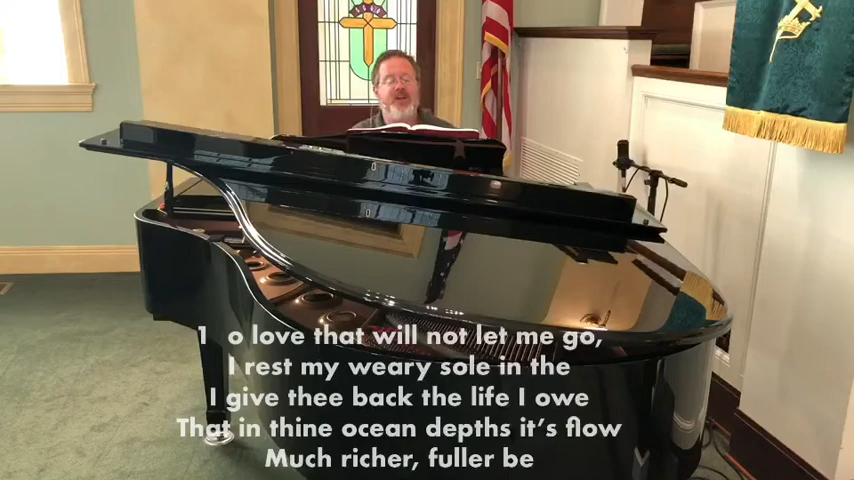 1 o love that will not let me go,
I rest my weary sole in the
I give thee back the life I owe
That in thine ocean depths it's flow
Much richer, fuller be